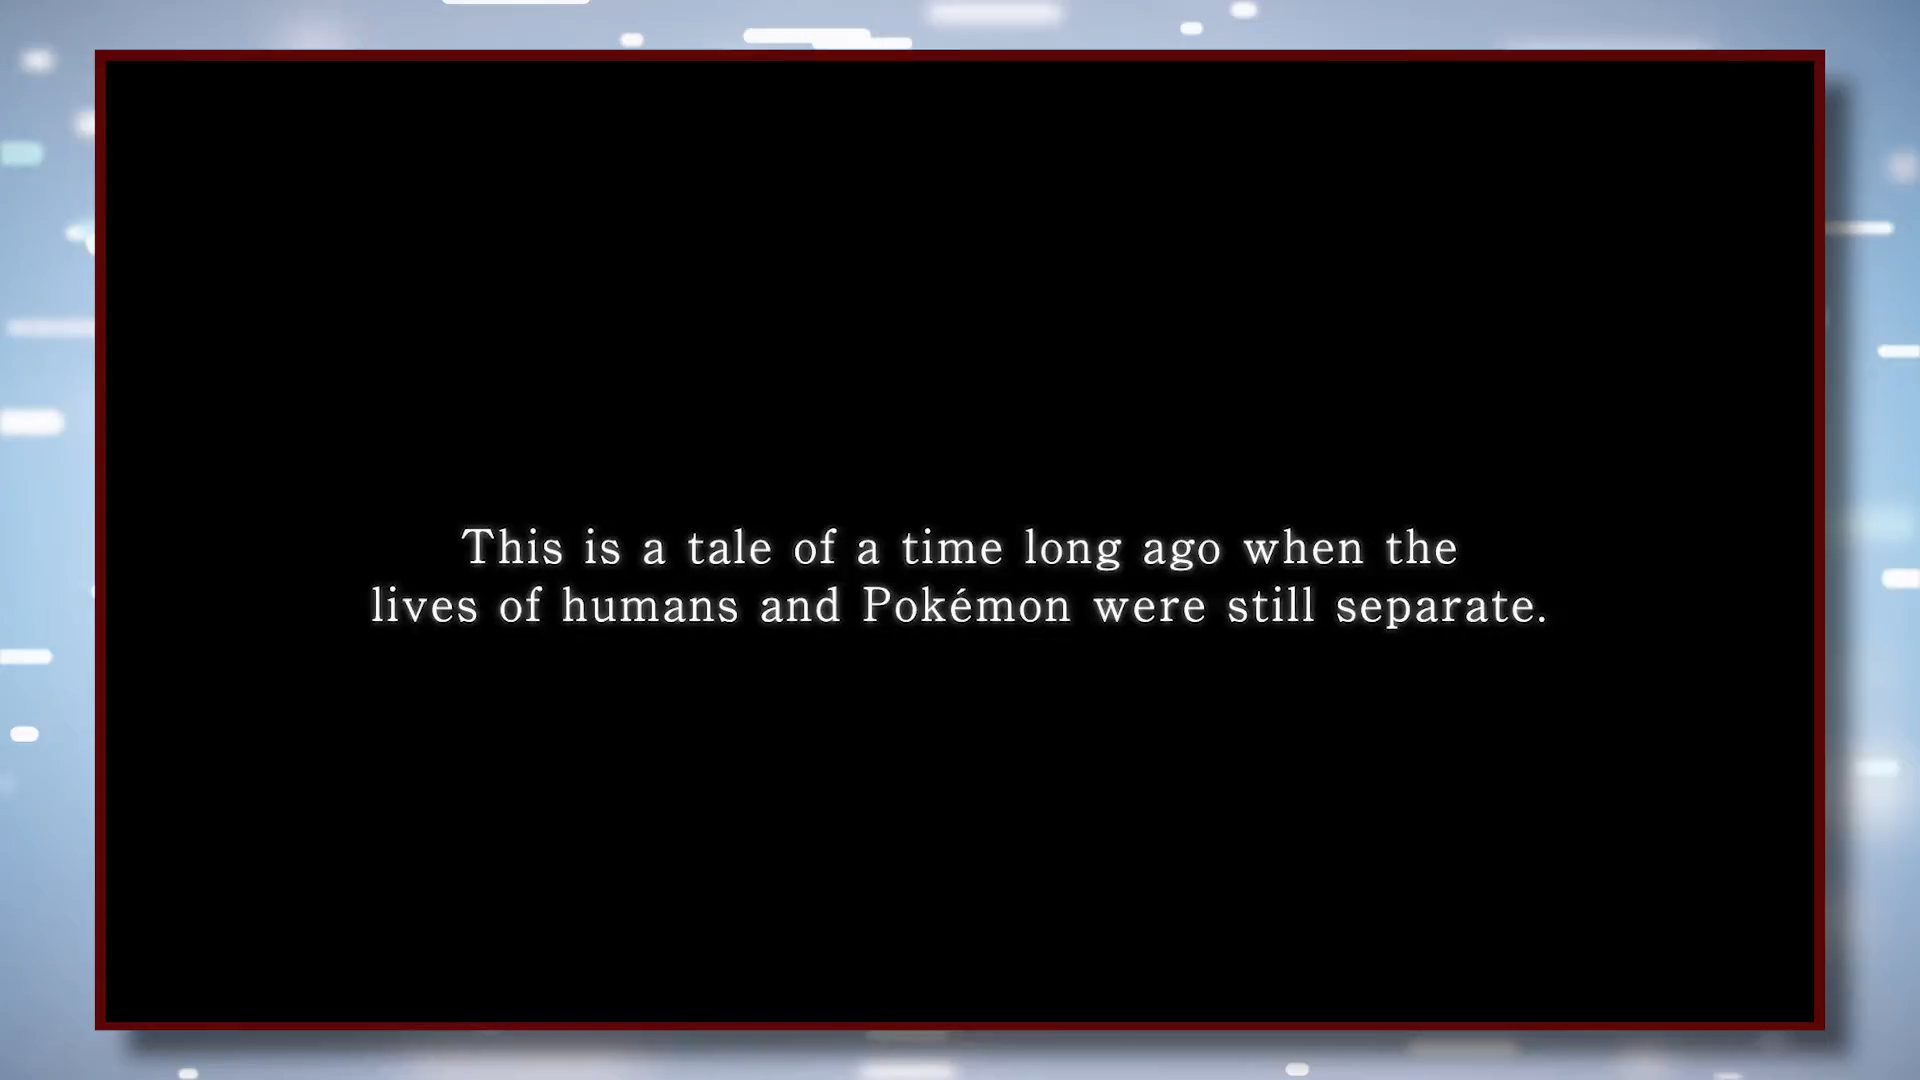 This is a tale of a time long ago when the
lives of humans and Pokémon were still separate.